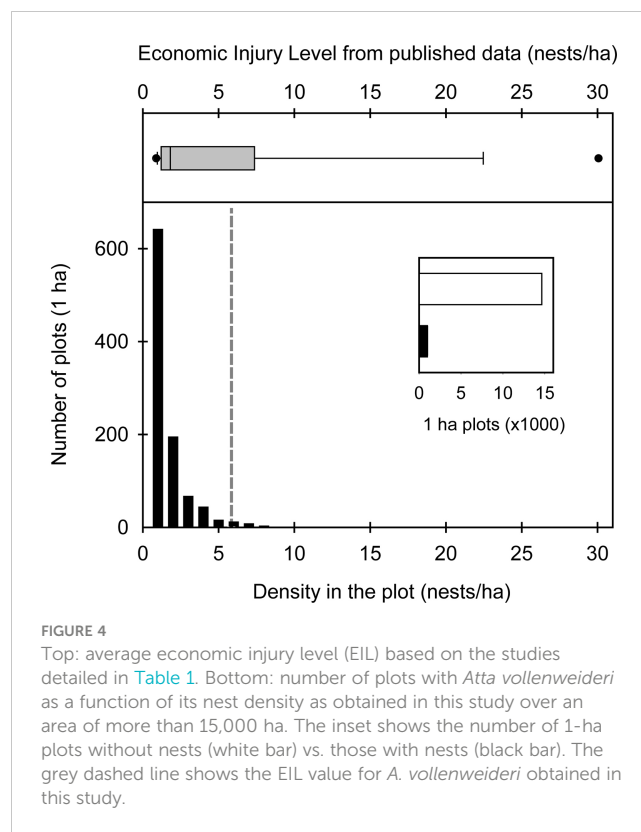 Economic Injury Level from published data (nests/ha)
0 5 10 15 20 25 30
Number of plots (1 ha)
600
400
200
0
0 5 10 15
1 ha plots (x1000)
0 5 10 15 20 25 30
Density in the plot (nests/ha)
FIGURE 4
Top: average economic injury level (EIL) based on the studies
detailed in Table 1. Bottom: number of plots with Atta vollenweideri
as a function of its nest density as obtained in this study over an
area of more than 15,000 ha. The inset shows the number of 1-ha
plots without nests (white bar) vs. those with nests (black bar). The
grey dashed line shows the EIL value for A. vollenweideri obtained in
this study.